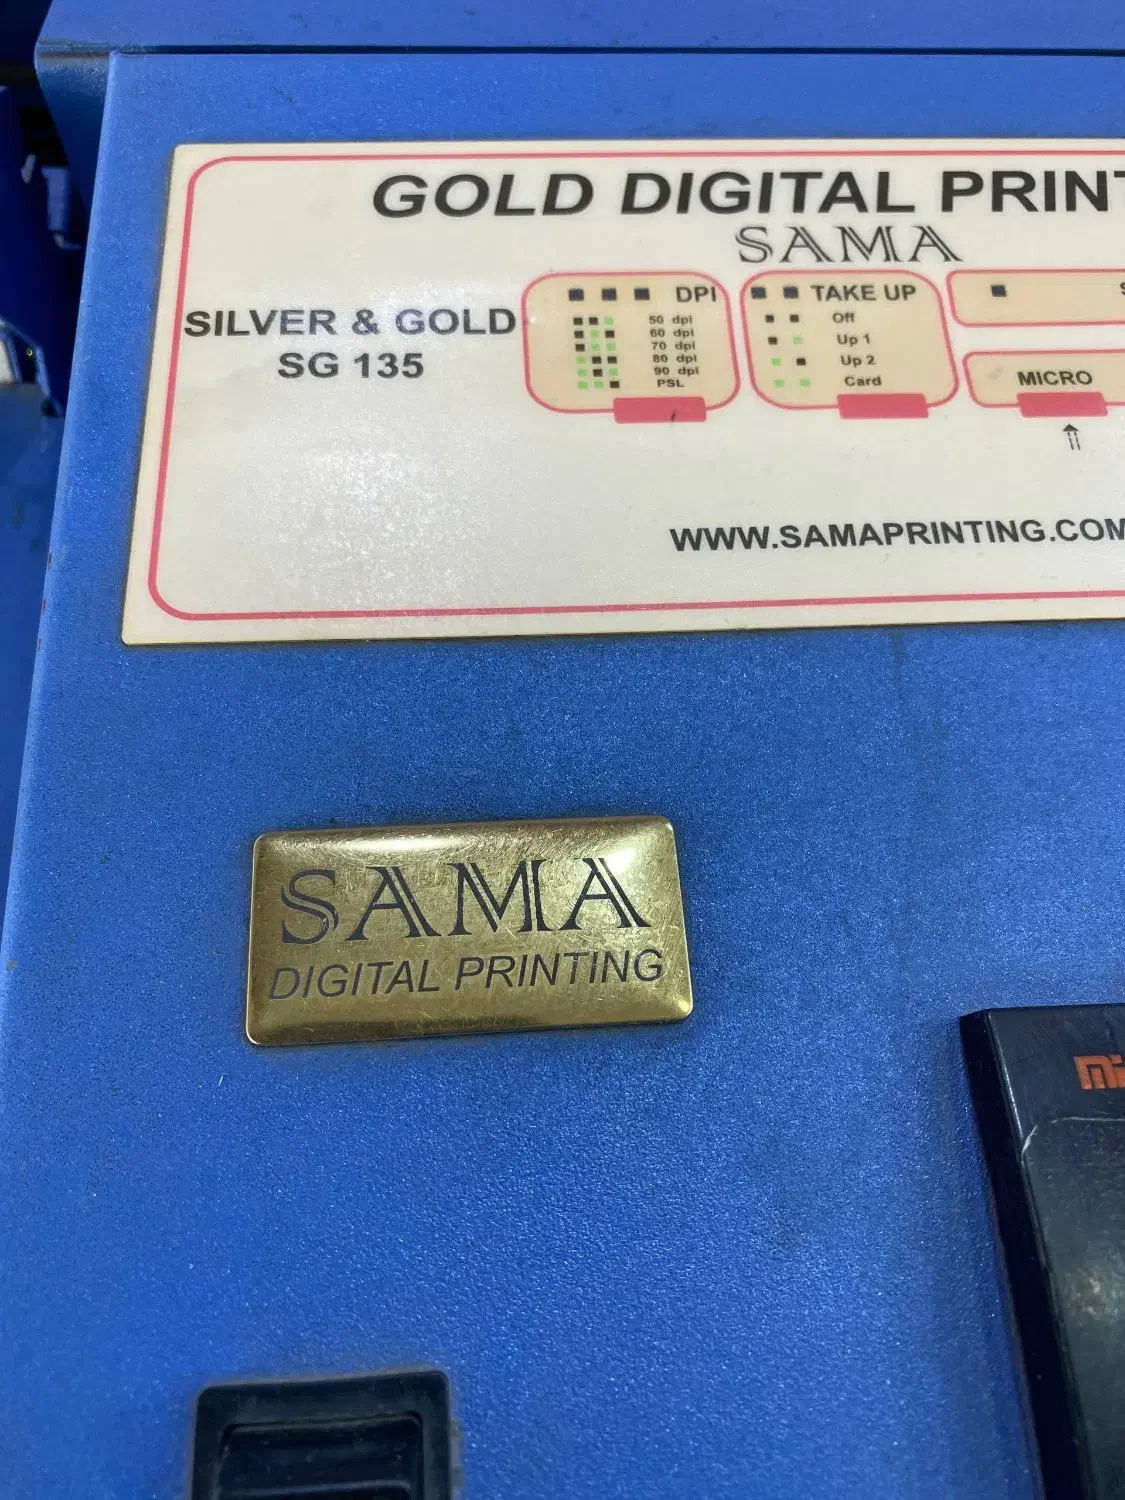 GOLD DIGITAL PRINT
SAMA
SILVER & GOLD
SG 135
DPI
50 dpi
60 dpi
70 dpi
80 dpi
90 dpi
PSL
TAKE UP
Off
Up 1
Up 2
Card
MICRO
WWW.SAMAPRINTING.COM
SAMA
DIGITAL PRINTING